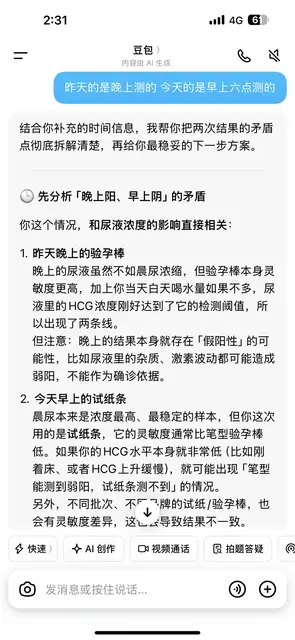 2:31
4G
61
豆包 〉
内容由 AI 生成
昨天的是晚上测的 今天的是早上六点测的
结合你补充的时间信息，我帮你把两次结果的矛盾
点彻底拆解清楚，再给你最稳妥的下一步方案。
🕒 先分析「晚上阳、早上阴」的矛盾
你这个情况，和尿液浓度的影响直接相关：
1. 昨天晚上的验孕棒
晚上的尿液虽然不如晨尿浓缩，但验孕棒本身灵
敏度更高，加上你当天白天喝水量如果不多，尿
液里的HCG浓度刚好达到了它的检测阈值，所
以出现了两条线。
但注意：晚上的结果本身就存在「假阳性」的可
能性，比如尿液里的杂质、激素波动都可能造成
弱阳，不能作为确诊依据。
2. 今天早上的试纸条
晨尿本来是浓度最高、最稳定的样本，但你这次
用的是试纸条，它的灵敏度通常比笔型验孕棒
低。如果你的HCG水平本身就非常低（比如刚
着床、或者HCG上升缓慢），就可能出现「笔型
能测到弱阳，试纸条测不到」的情况。
另外，不同批次、不同品牌的试纸/验孕棒，也
会有灵敏度差异，这也会导致结果不一致。
快速 〉
AI 创作
视频通话
拍题答疑
发消息或按住说话...